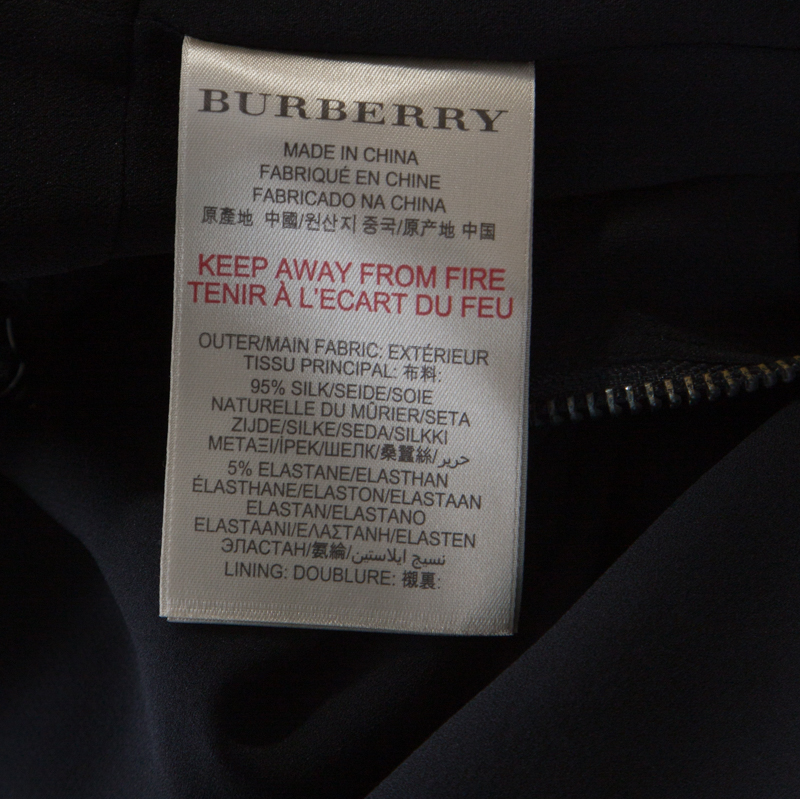 BURBERRY
MADE IN CHINA
FABRIQUÉ EN CHINE
FABRICADO NA CHINA
原產地 中國/원산지 중국/原产地 中国
KEEP AWAY FROM FIRE
TENIR À L'ECART DU FEU
OUTER/MAIN FABRIC: EXTÉRIEUR
TISSU PRINCIPAL: 布料:
95% SILK/SEIDE/SOIE
NATURELLE DU MÛRIER/SETA
ZIJDE/SILKE/SEDA/SILKKI
ΜΕΤΑΞΙ/İPEK/ШЕЛК/桑蠶絲/حرير
5% ELASTANE/ELASTHAN
ÉLASTHANE/ELASTON/ELASTAAN
ELASTAN/ELASTANO
ELASTAANI/ΕΛΑΣΤΑΝΗ/ELASTEN
ЭЛАСТАН/氨綸/نسيج ايلاستين
LINING: DOUBLURE: 襯裏: